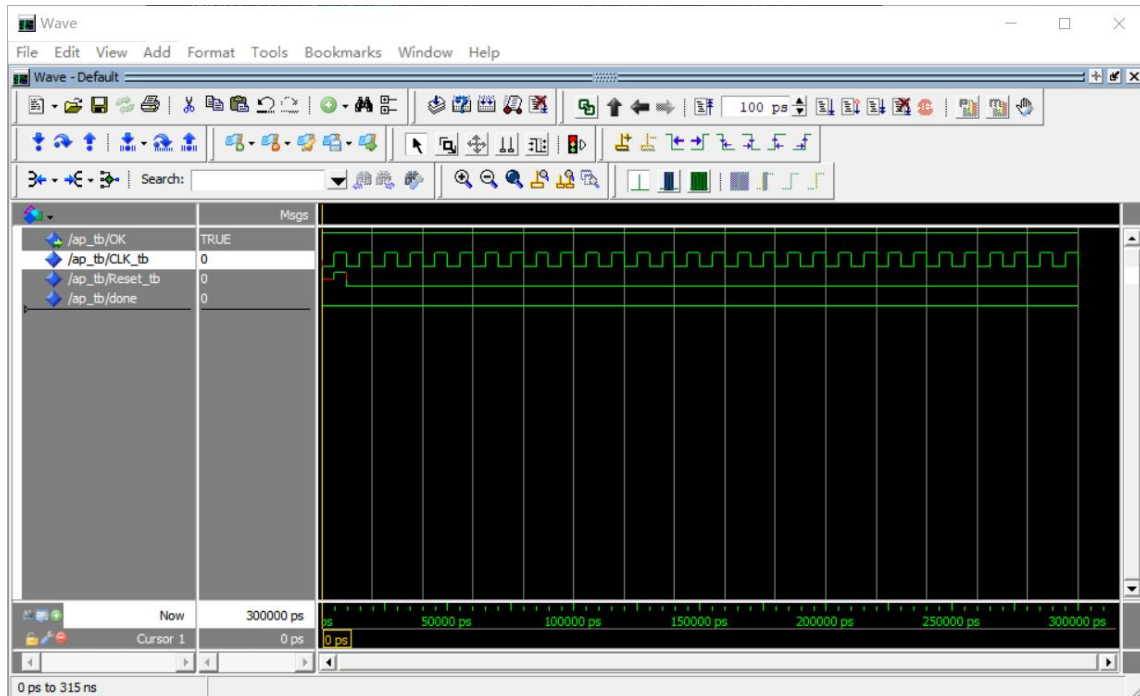 Wave
File Edit View Add Format Tools Bookmarks Window Help
Wave - Default
100 ps
Search:
Msgs
/ap_tb/OK TRUE
/ap_tb/CLK_tb 0
/ap_tb/Reset_tb 0
/ap_tb/done 0
Now 300000 ps
ps 50000 ps 100000 ps 150000 ps 200000 ps 250000 ps 300000 ps
Cursor 1 0 ps 0 ps
0 ps to 315 ns